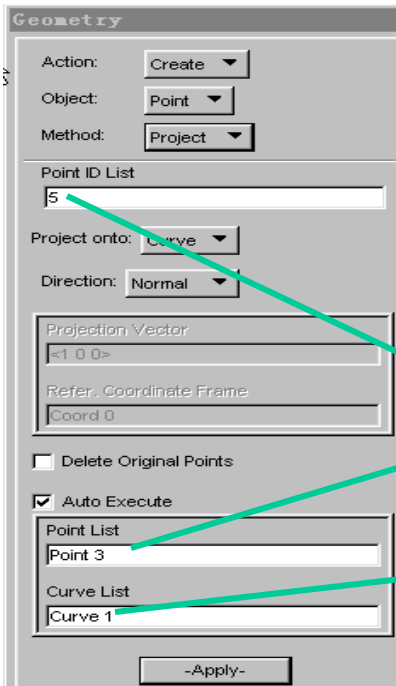 Geometry
Action: Create
Object: Point
Method: Project
Point ID List
5
Project onto: Curve
Direction: Normal
Projection Vector
<1 0 0>
Refer. Coordinate Frame
Coord 0
Delete Original Points
Auto Execute
Point List
Point 3
Curve List
Curve 1
-Apply-